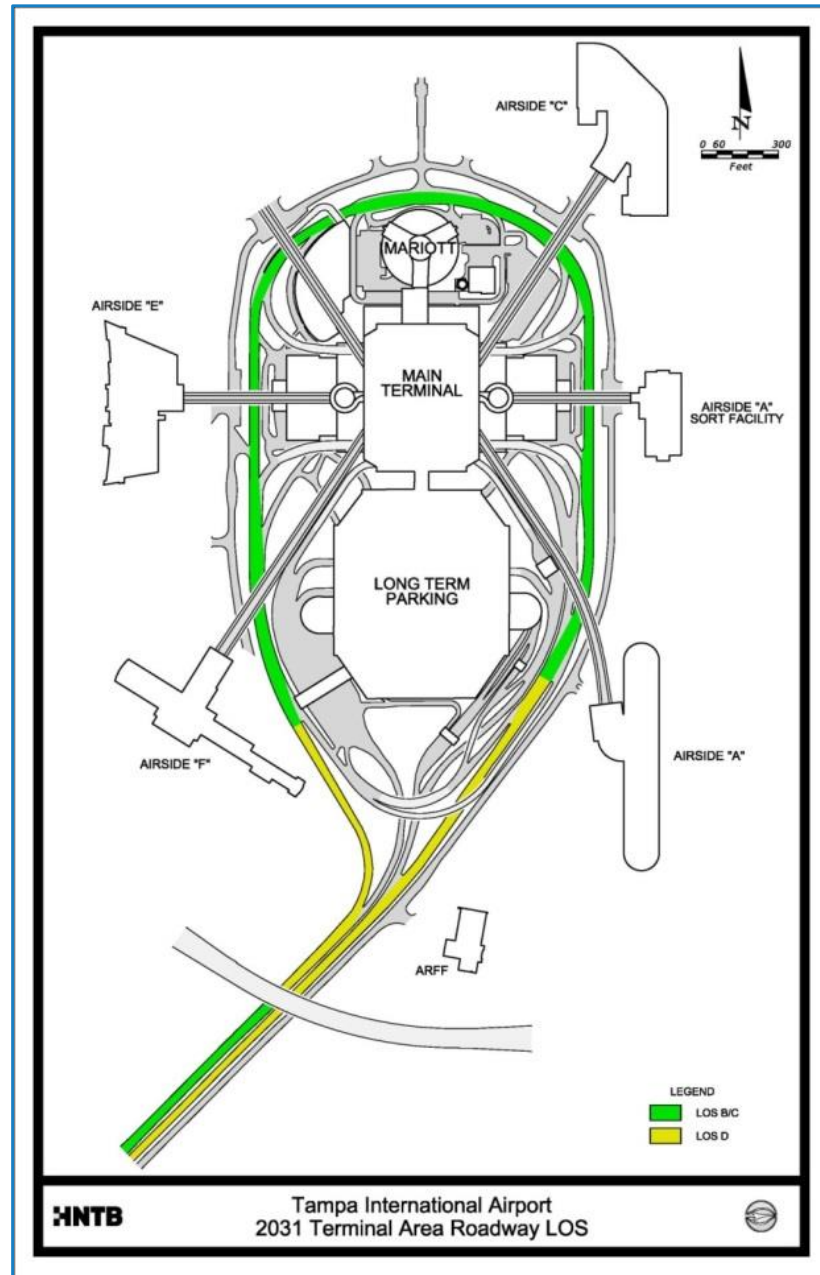 AIRSIDE "C"
N
0 60 300
Feet
MARIOTT
AIRSIDE "E"
MAIN
TERMINAL
AIRSIDE "A"
SORT FACILITY
LONG TERM
PARKING
AIRSIDE "F"
AIRSIDE "A"
ARFF
LEGEND
LOS B/C
LOS D
HNTB
Tampa International Airport
2031 Terminal Area Roadway LOS